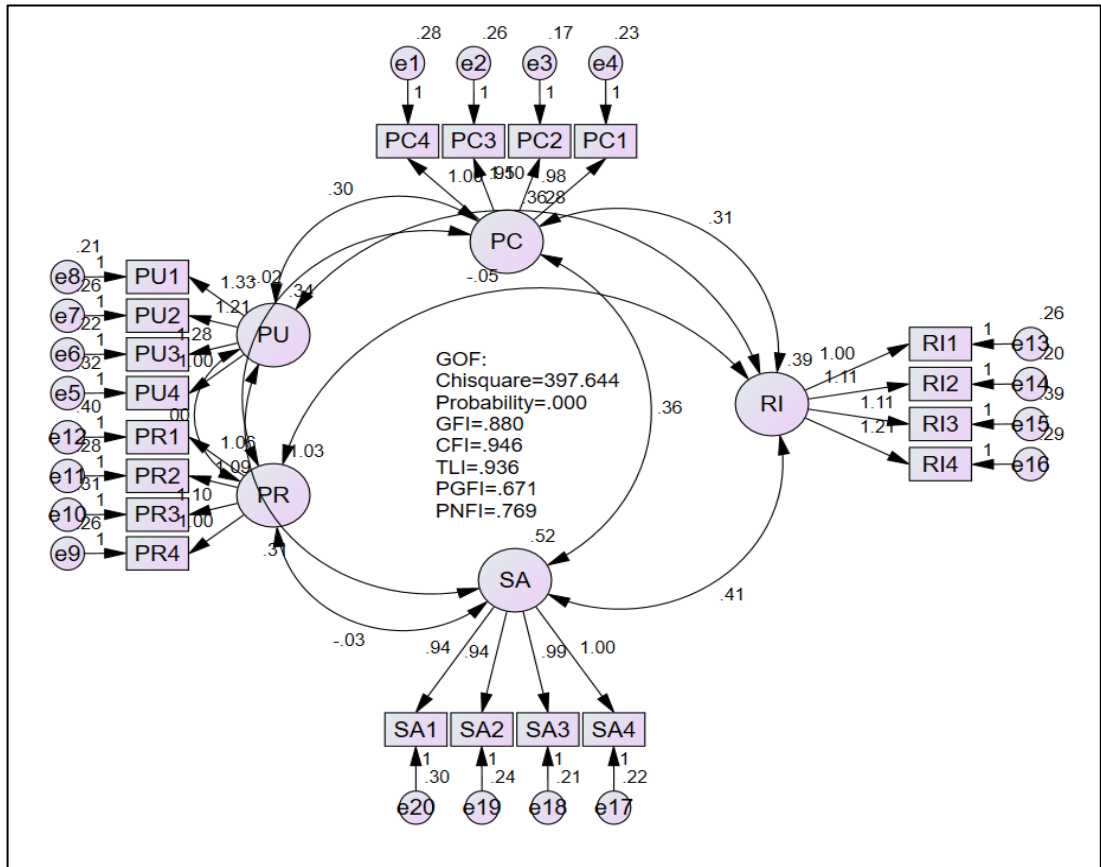 .28 .26 .17 .23
e1 e2 e3 e4
1 1 1 1
PC4 PC3 PC2 PC1
1.00 .98
.30 .36 .28 .31
PC
.21
e8 1 PU1 1.33 .02 -.05
.26
e7 1 PU2 1.21 .34 PU
.22
e6 1 PU3 1.28
.32
e5 1 PU4 1.00
.40
e12 1 PR1 1.06 1.03
.28
e11 1 PR2 1.09 PR
.31
e10 1 PR3 1.10
.26
e9 1 PR4 1.00
.00
.31
-.03
GOF:
Chisquare=397.644
Probability=.000
GFI=.880
CFI=.946
TLI=.936
PGFI=.671
PNFI=.769
.36
.39
RI
1.00 RI1 1 e13 .26
1.11 RI2 1 e14 .20
1.11 RI3 1 e15 .39
1.21 RI4 1 e16 .29
.52
SA
.41
.94 .94 .99 1.00
SA1 SA2 SA3 SA4
1 1 1 1
.30 .24 .21 .22
e20 e19 e18 e17